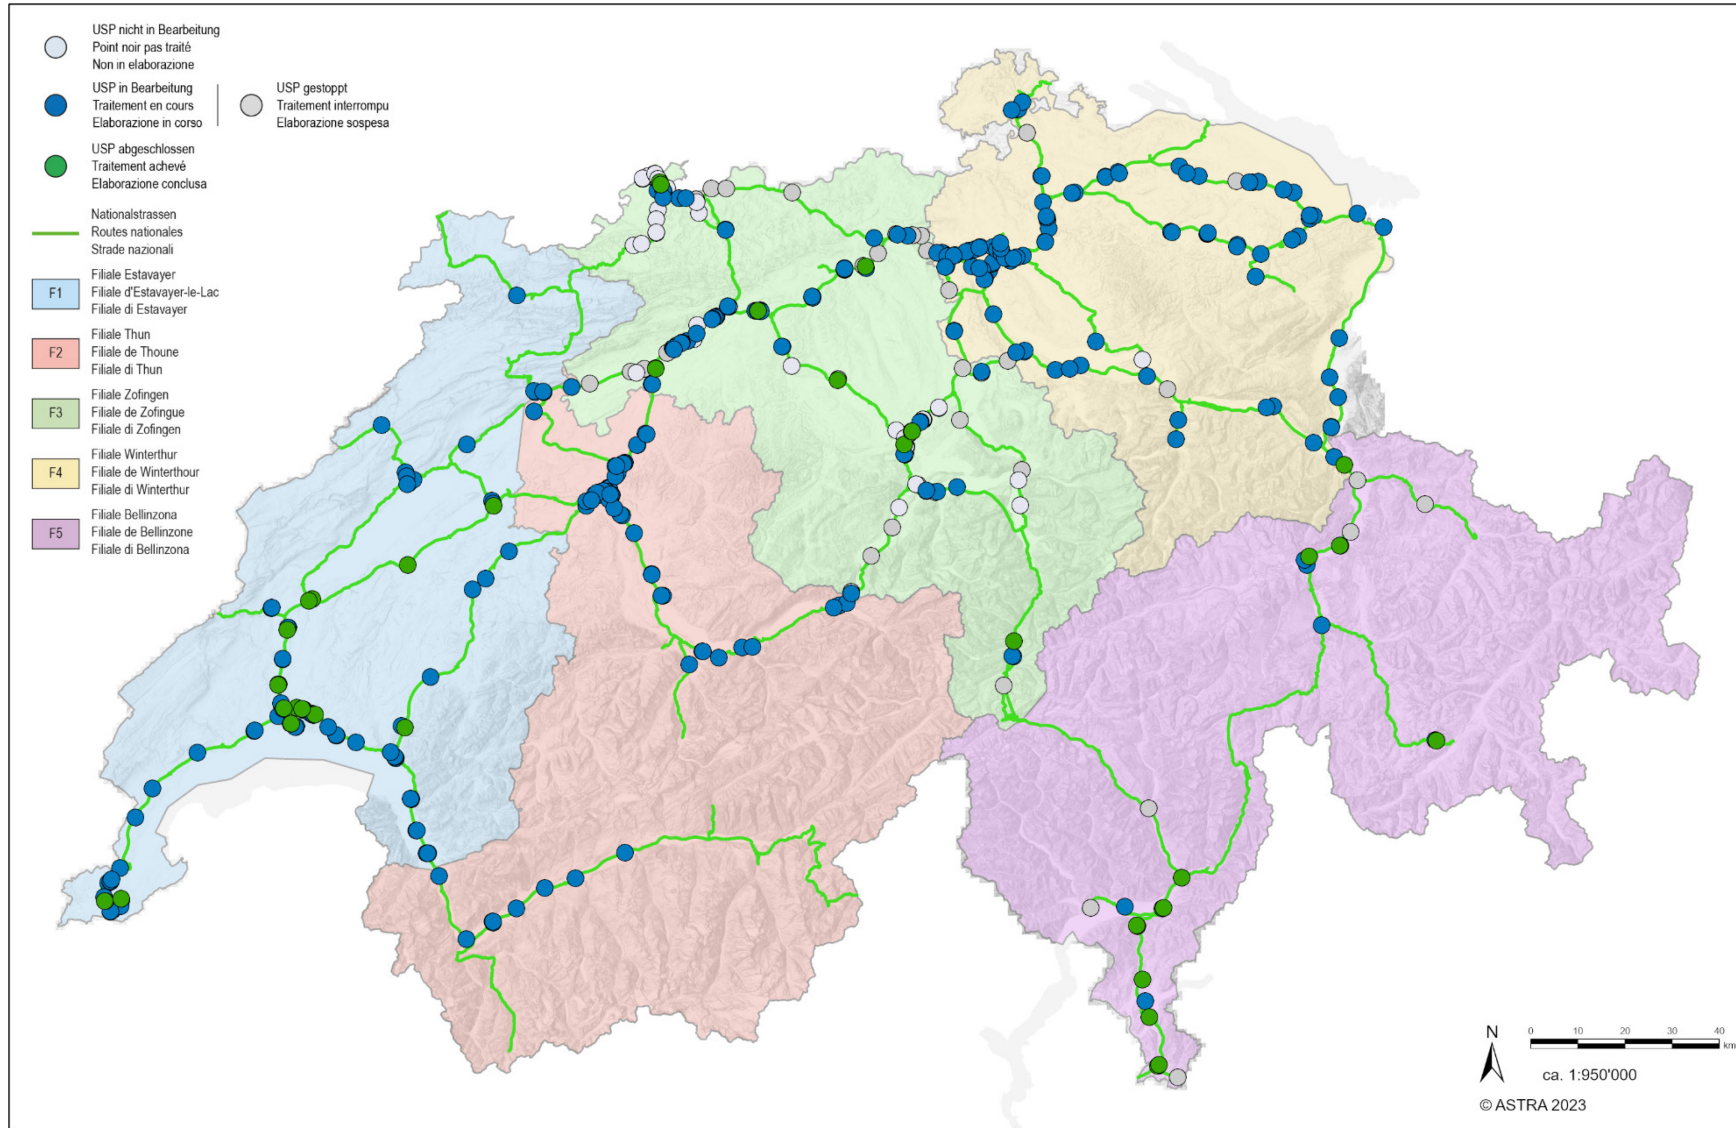 USP nicht in Bearbeitung
Point noir pas traité
Non in elaborazione
USP in Bearbeitung
Traitement en cours
Elaborazione in corso
USP gestoppt
Traitement interrompu
Elaborazione sospesa
USP abgeschlossen
Traitement achevé
Elaborazione conclusa
Nationalstrassen
Routes nationales
Strade nazionali
F1
Filiale Estavayer
Filiale d'Estavayer-le-Lac
Filiale di Estavayer
F2
Filiale Thun
Filiale de Thoune
Filiale di Thun
F3
Filiale Zofingen
Filiale de Zofingue
Filiale di Zofingen
F4
Filiale Winterthur
Filiale de Winterthour
Filiale di Winterthur
F5
Filiale Bellinzona
Filiale de Bellinzone
Filiale di Bellinzona
N
0 10 20 30 40
km
ca. 1:950'000
© ASTRA 2023